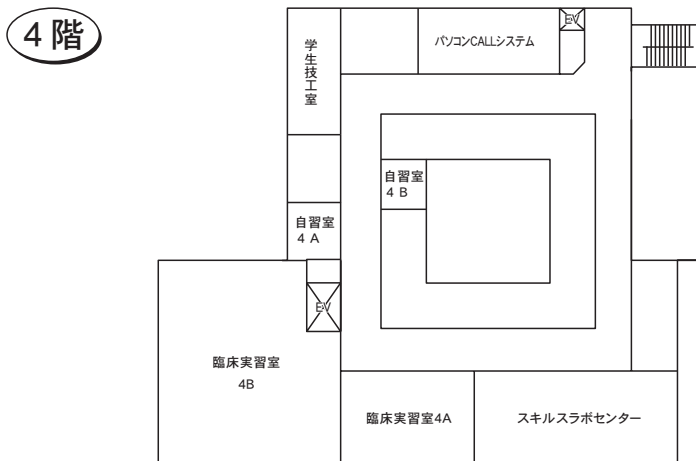 4階
学生技工室
パソコンCALLシステム
EV
自習室
4 B
自習室
4 A
EV
臨床実習室
4B
臨床実習室4A
スキルスラボセンター